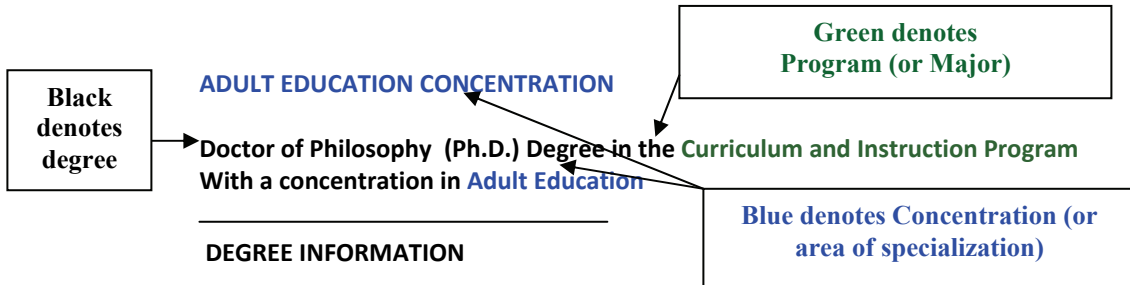 Green denotes
Program (or Major)
ADULT EDUCATION CONCENTRATION
Black
denotes
degree
Doctor of Philosophy (Ph.D.) Degree in the Curriculum and Instruction Program
With a concentration in Adult Education
Blue denotes Concentration (or
area of specialization)
DEGREE INFORMATION